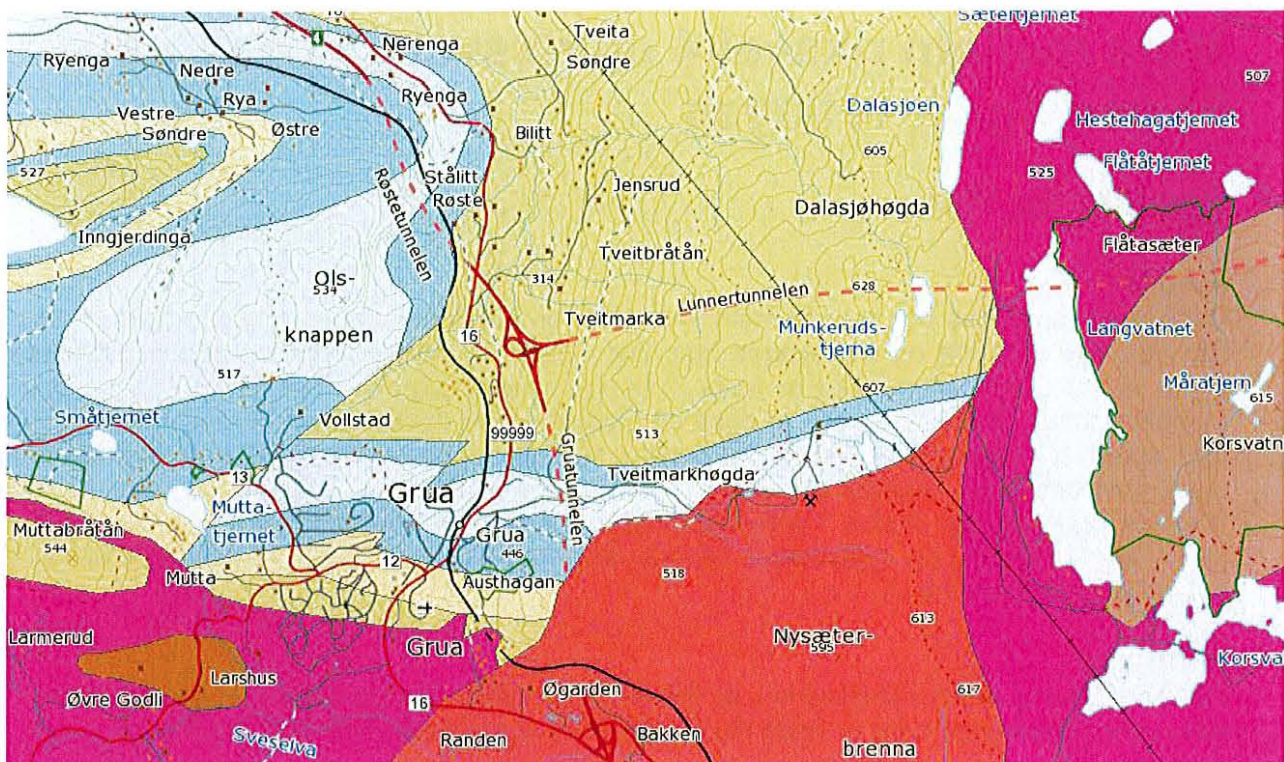 Sætertjernet
Tveita
Søndre
Nerenga
Ryenga
Nedre
Rya
Ryenga
507
Vestre
Søndre
Østre
Bilitt
Dalasjøen
Hestehagatjernet
605
Flåtåtjernet
527
Stålitt
Røste
Jensrud
525
Røstetunnelen
Dalasjøhøgda
Inngjerdinga
Tveitbråtån
Flåtasæter
Ols-
534
knappen
314
628
Lunnertunnelen
Tveitmarka
Munkeruds-
tjerna
Langvatnet
16
517
607
Måratjern
615
Småtjernet
Vollstad
99999
513
Korsvatn
Gruatunnelen
13
Tveitmarkhøgda
Grua
Mutta-
tjernet
Grua
446
Muttabråtån
544
12
Mutta
Austhagan
518
613
Larmerud
Grua
Nysæter-
595
Korsva
Larshus
Øvre Godli
16
Øgarden
617
Sveselva
Randen
Bakken
brenna